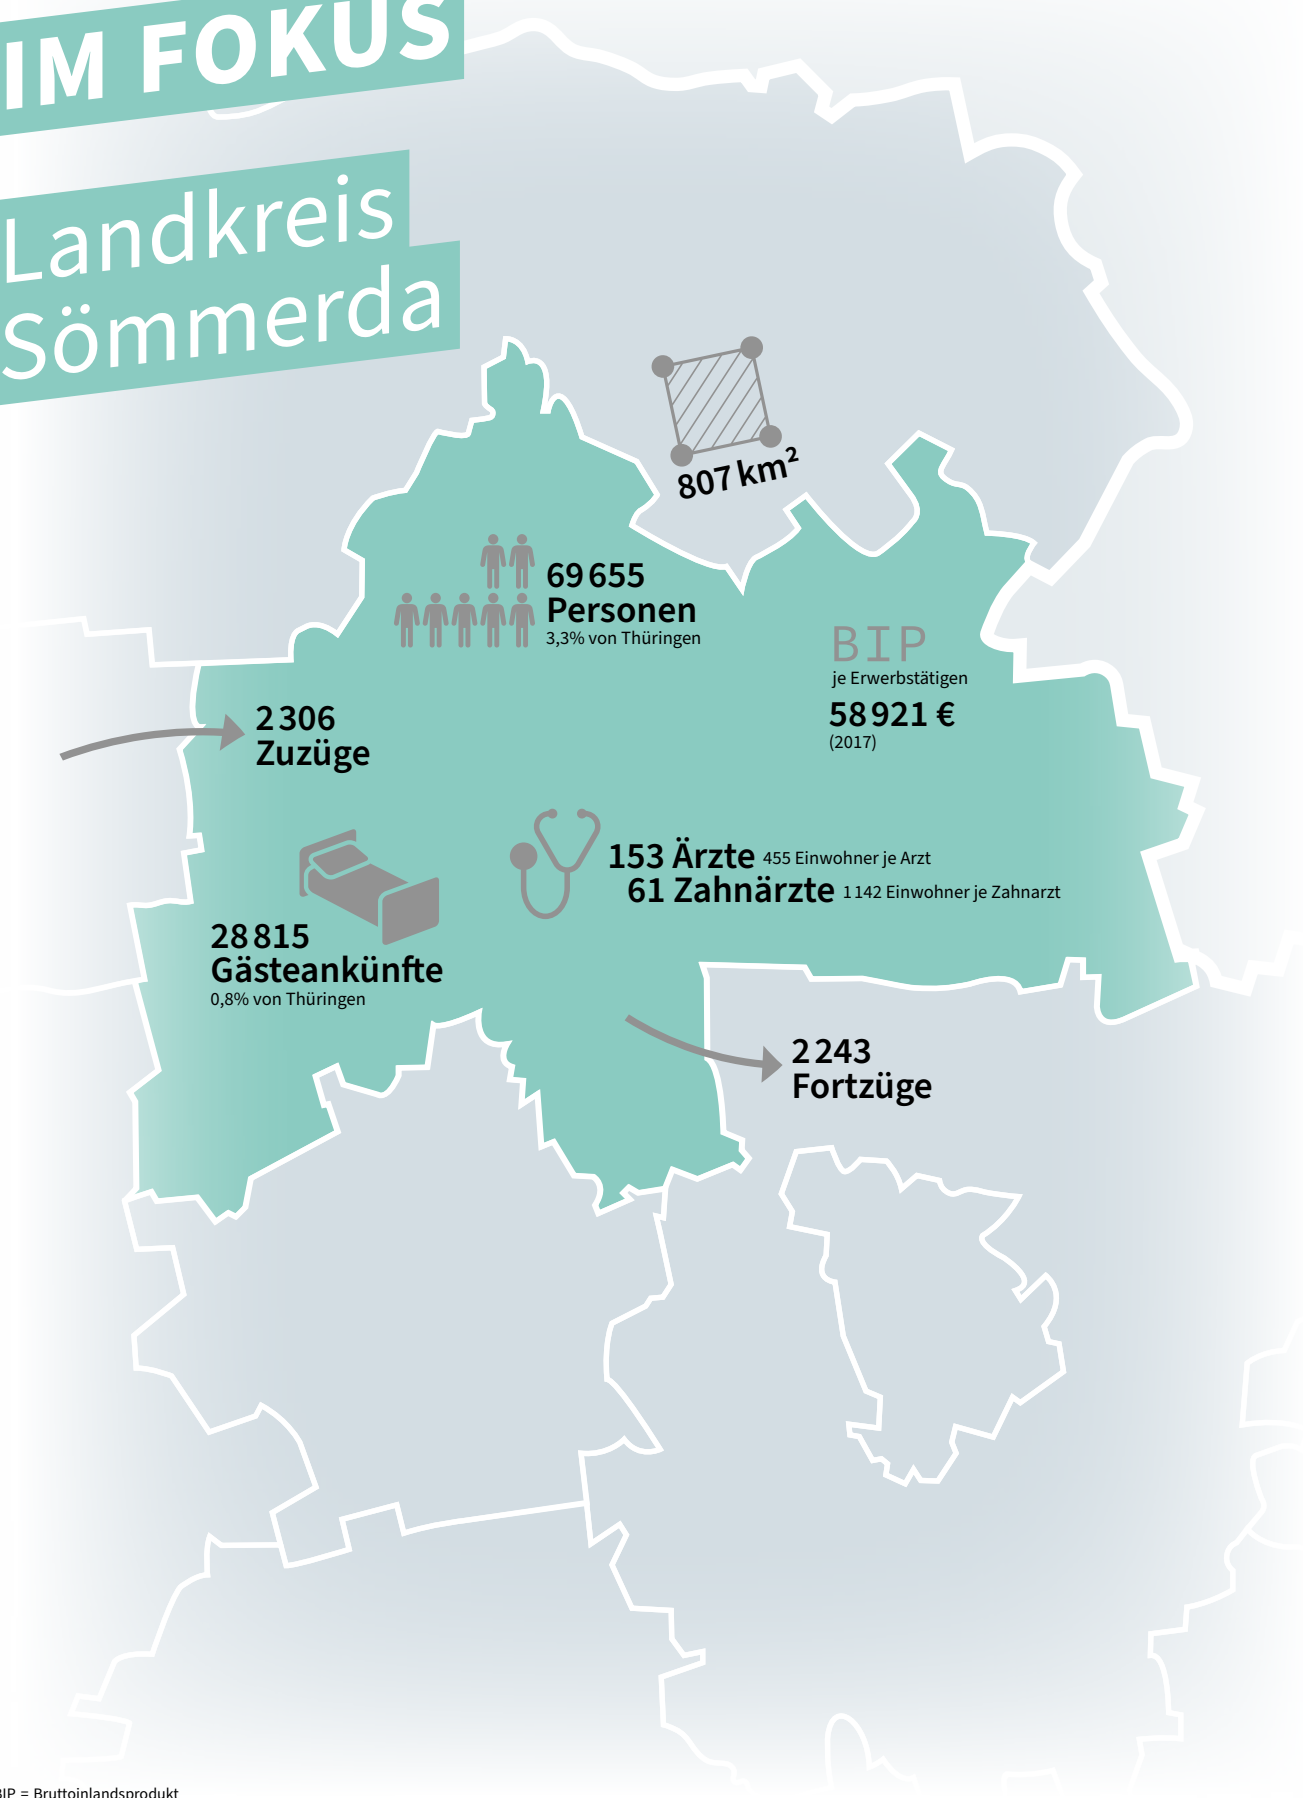 IM FOKUS
Landkreis
Sömmerda
807 km²
69 655
Personen
3,3% von Thüringen
BIP
je Erwerbstätigen
58 921 €
(2017)
2 306
Zuzüge
153 Ärzte 455 Einwohner je Arzt
61 Zahnärzte 1 142 Einwohner je Zahnarzt
28 815
Gästeankünfte
0,8% von Thüringen
2 243
Fortzüge
BIP = Bruttoinlandsprodukt